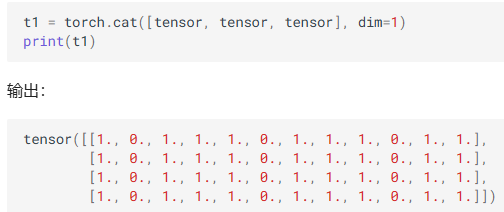 t1 = torch.cat([tensor, tensor, tensor], dim=1)
print(t1)
输出：
tensor([[1., 0., 1., 1., 1., 0., 1., 1., 1., 0., 1., 1.],
        [1., 0., 1., 1., 1., 0., 1., 1., 1., 0., 1., 1.],
        [1., 0., 1., 1., 1., 0., 1., 1., 1., 0., 1., 1.],
        [1., 0., 1., 1., 1., 0., 1., 1., 1., 0., 1., 1.]])